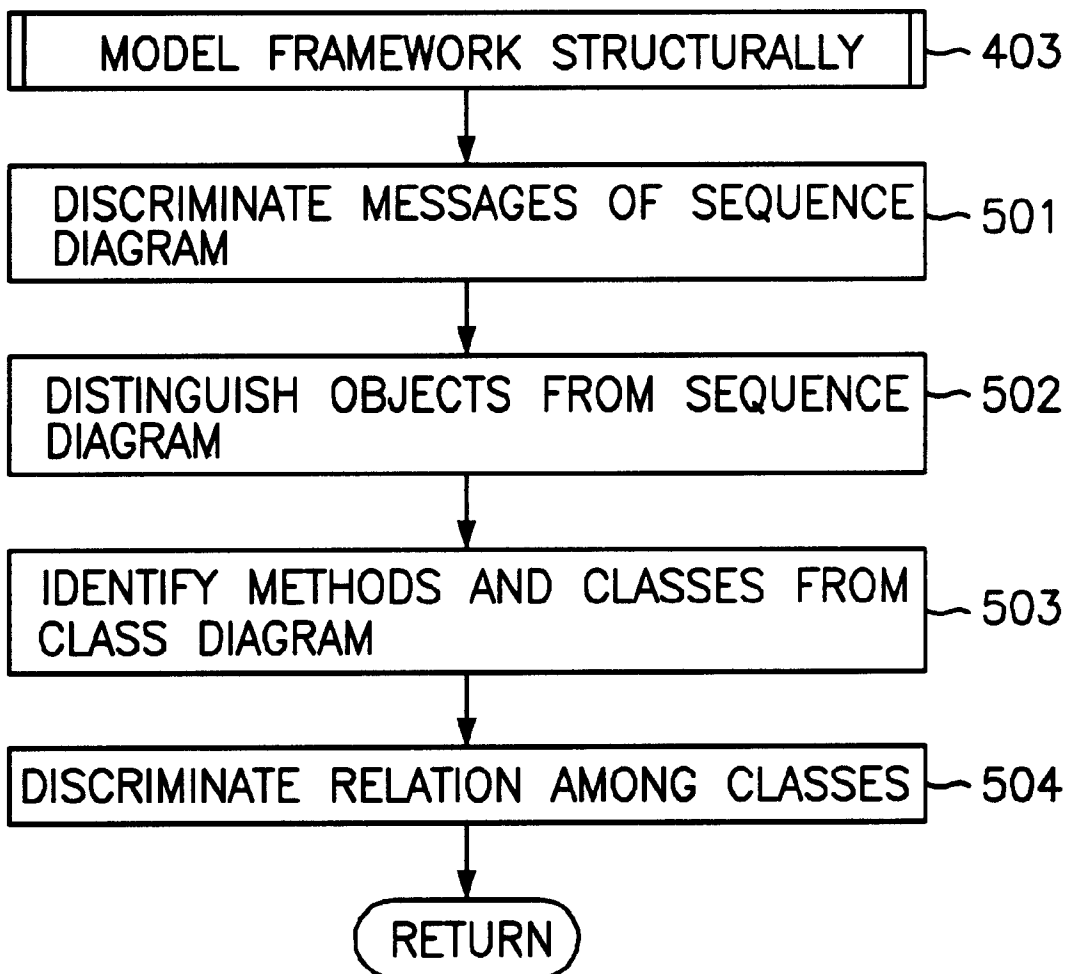 MODEL FRAMEWORK STRUCTURALLY 403
DISCRIMINATE MESSAGES OF SEQUENCE
DIAGRAM
501
DISTINGUISH OBJECTS FROM SEQUENCE
DIAGRAM
502
IDENTIFY METHODS AND CLASSES FROM
CLASS DIAGRAM
503
DISCRIMINATE RELATION AMONG CLASSES 504
RETURN